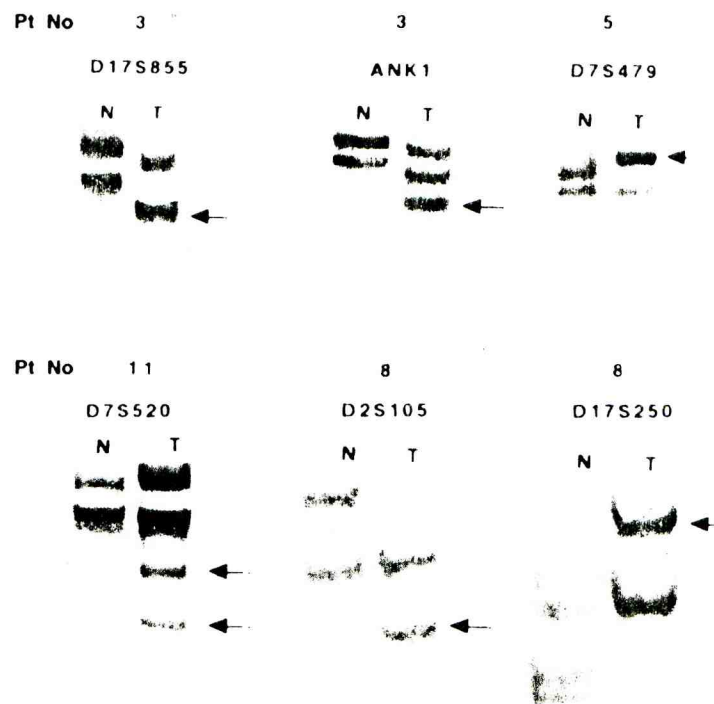 Pt No 3 3 5
D17S855 ANK1 D7S479
N T N T N T
Pt No 11 8 8
D7S520 D2S105 D17S250
N T N T N T